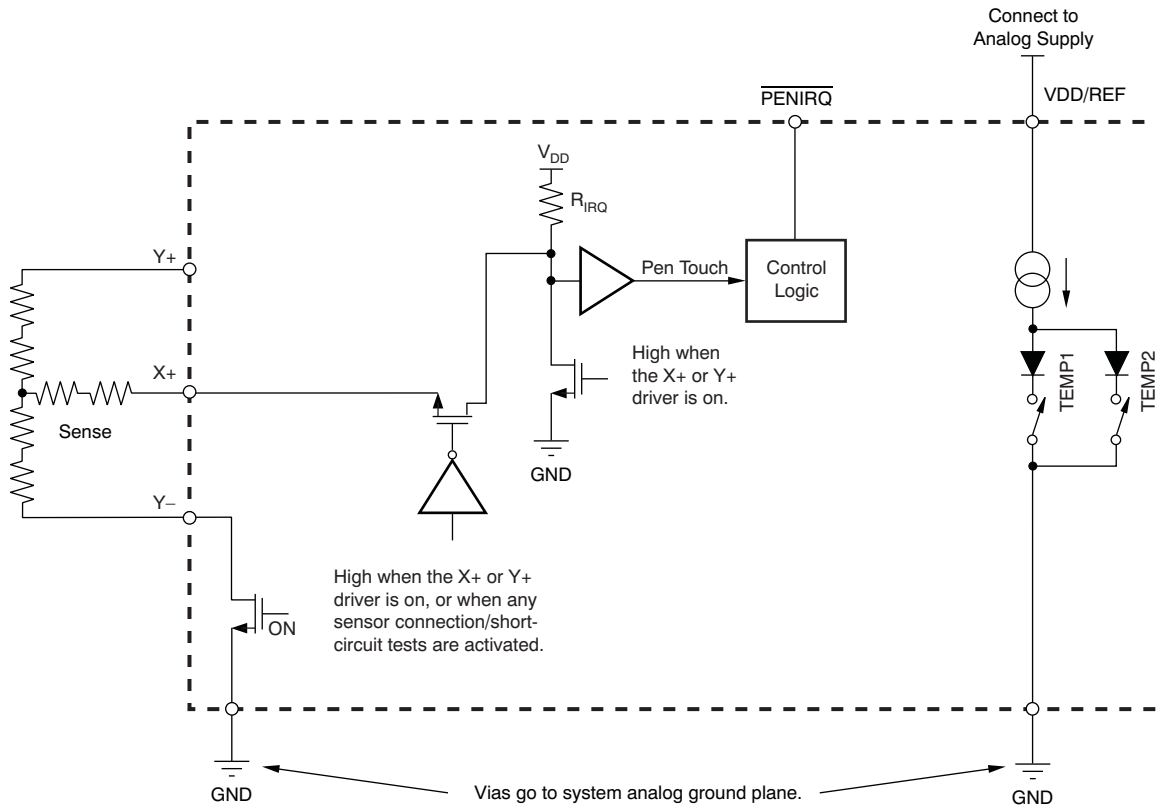 Connect to
Analog Supply
PENIRQ
VDD/REF
VDD
RIRQ
Y+
Pen Touch
Control
Logic
X+
High when
the X+ or Y+
driver is on.
TEMP1
TEMP2
Sense
GND
Y–
High when the X+ or Y+
driver is on, or when any
sensor connection/short-
circuit tests are activated.
ON
GND
Vias go to system analog ground plane.
GND